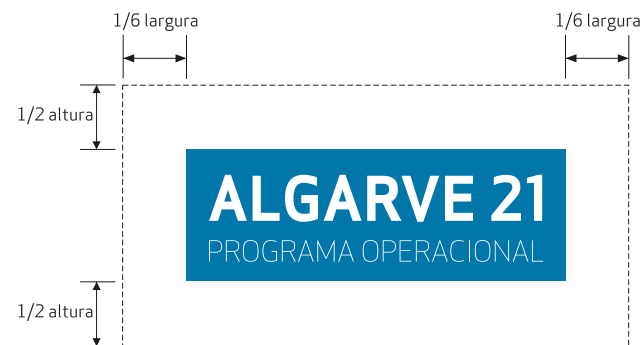 1/6 largura
1/6 largura
1/2 altura
ALGARVE 21
PROGRAMA OPERACIONAL
1/2 altura